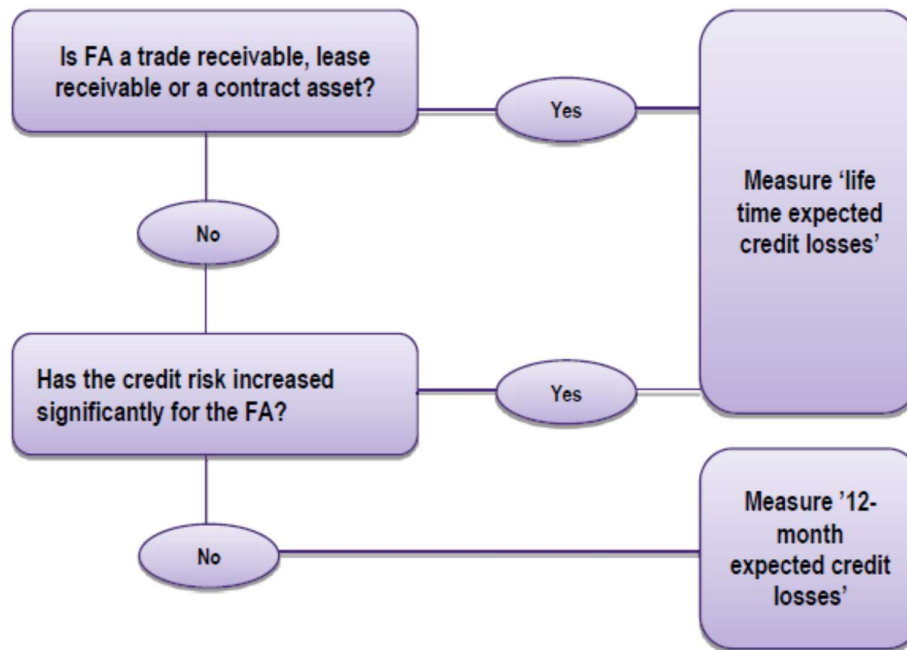 Is FA a trade receivable, lease
receivable or a contract asset?
Yes
Measure ‘life
time expected
credit losses’
No
Has the credit risk increased
significantly for the FA?
Yes
No
Measure ’12-
month
expected credit
losses’